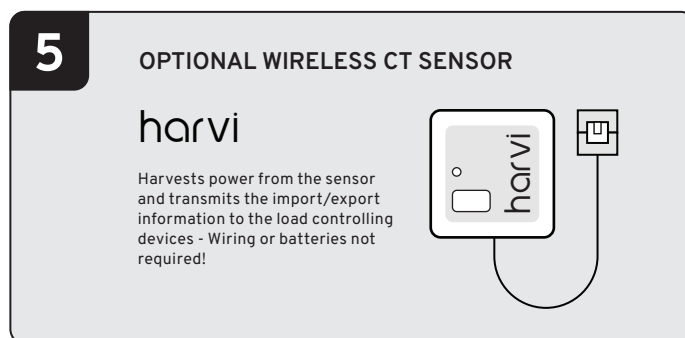 5
OPTIONAL WIRELESS CT SENSOR
harvi
Harvests power from the sensor
and transmits the import/export
information to the load controlling
devices - Wiring or batteries not
required!
harvi